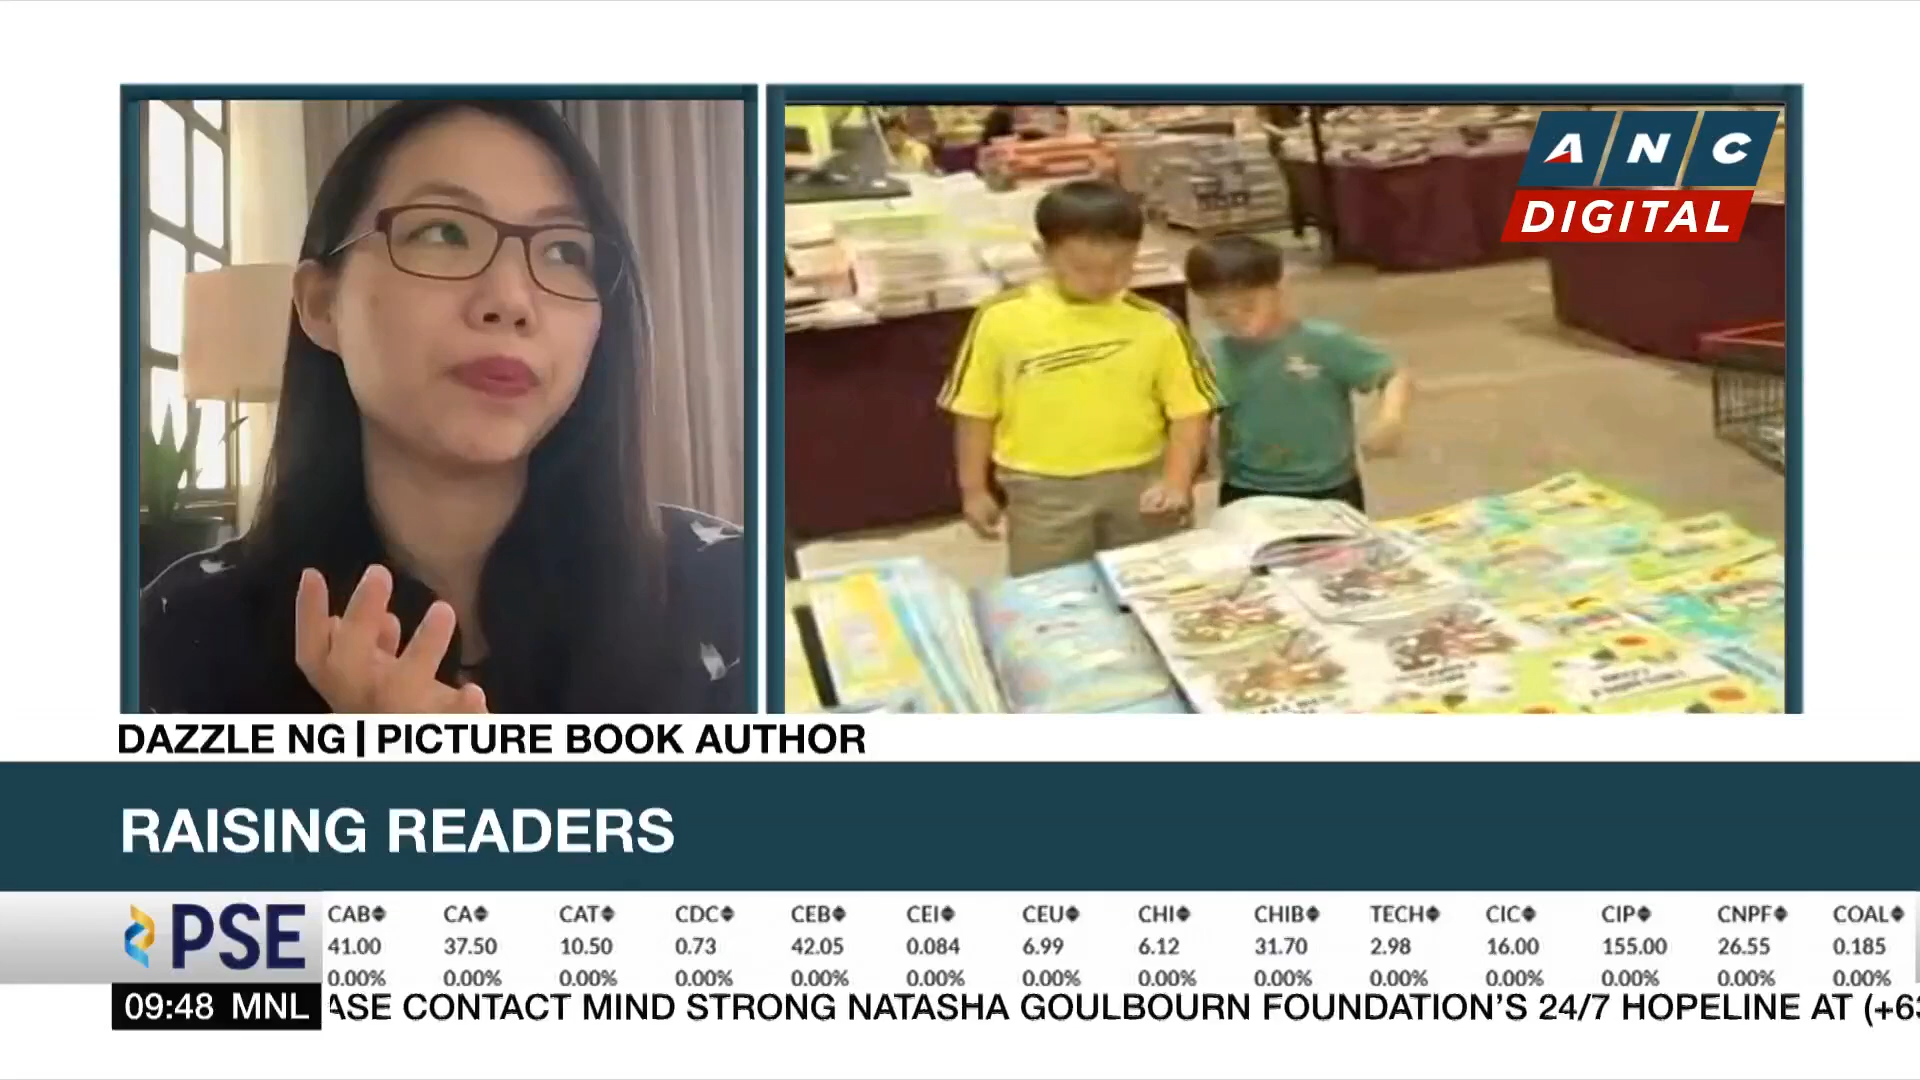 ANC
DIGITAL
DAZZLE NG | PICTURE BOOK AUTHOR
RAISING READERS
PSE
CAB CA CAT CDC CEB CEI CEU CHI CHIB TECH CIC CIP CNPF COAL
41.00 37.50 10.50 0.73 42.05 0.084 6.99 6.12 31.70 2.98 16.00 155.00 26.55 0.185
0.00% 0.00% 0.00% 0.00% 0.00% 0.00% 0.00% 0.00% 0.00% 0.00% 0.00% 0.00% 0.00% 0.00%
09:48 MNL
ASE CONTACT MIND STRONG NATASHA GOULBOURN FOUNDATION'S 24/7 HOPELINE AT (+63